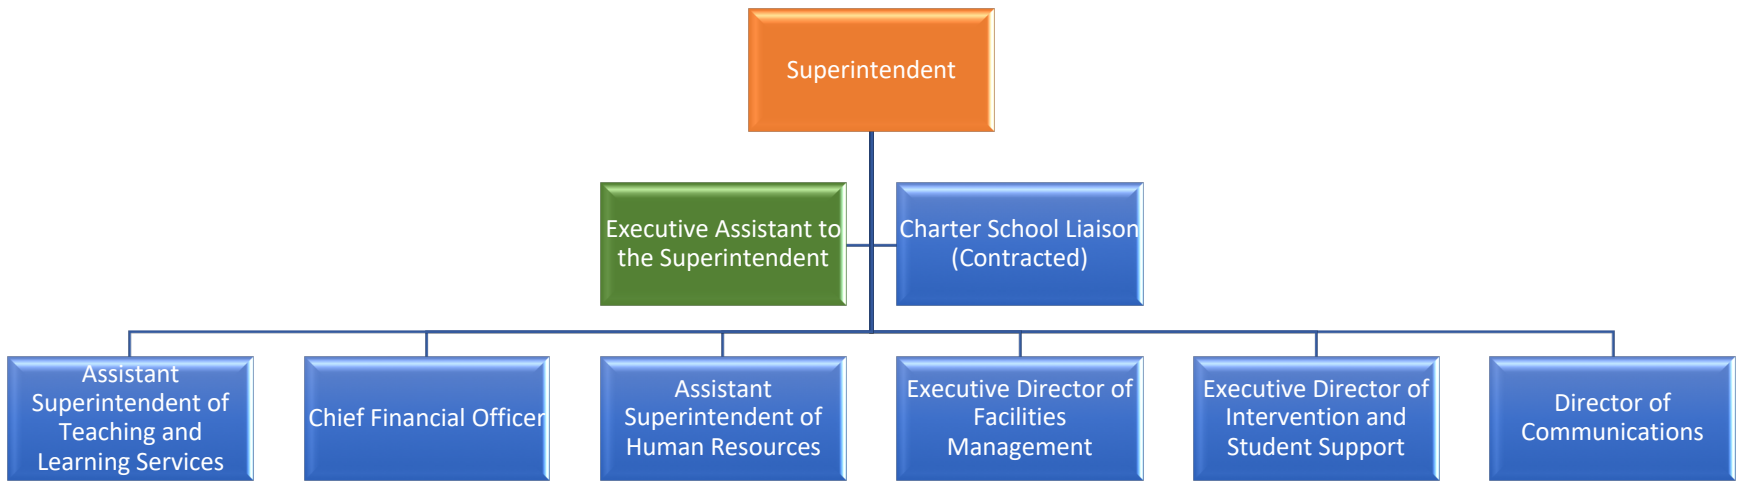 Superintendent
Executive Assistant to
the Superintendent
Charter School Liaison
(Contracted)
Assistant
Superintendent of
Teaching and
Learning Services
Chief Financial Officer
Assistant
Superintendent of
Human Resources
Executive Director of
Facilities
Management
Executive Director of
Intervention and
Student Support
Director of
Communications